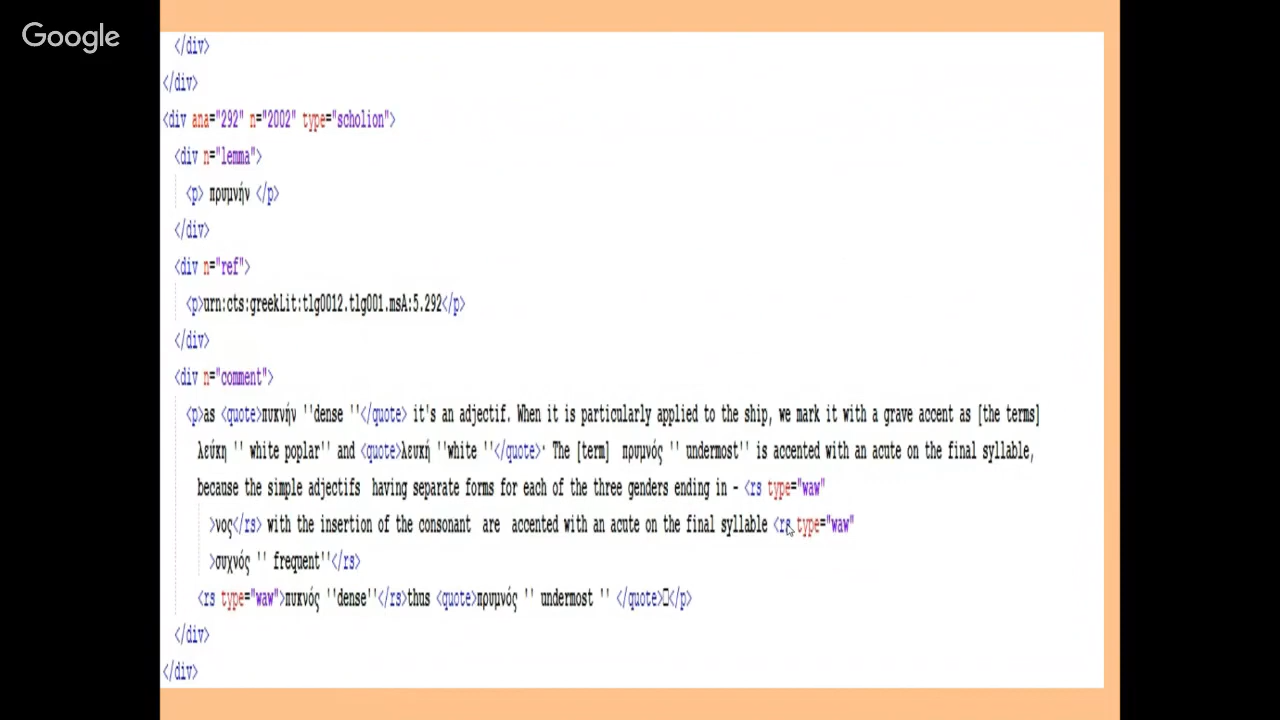 Google
</div>
</div>
<div ana="292" n="2002" type="scholion">
<div n="lemma">
<p> πρυμνήν </p>
</div>
<div n="ref">
<p>urn:cts:greekLit:tlg0012.tlg001.msA:5.292</p>
</div>
<div n="comment">
<p>as <quote>πυκνήν ''dense ''</quote> it's an adjectif. When it is particularly applied to the ship, we mark it with a grave accent as [the terms]
λεύκη '' white poplar'' and <quote>λευκή ''white ''</quote>· The [term] πρυμνός '' undermost'' is accented with an acute on the final syllable,
because the simple adjectifs having separate forms for each of the three genders ending in - <rs type="waw"
>νος</rs> with the insertion of the consonant are accented with an acute on the final syllable <rs type="waw"
>συχνός '' frequent''</rs>
<rs type="waw">πυκνός ''dense''</rs>thus <quote>πρυμνός '' undermost '' </quote>⎕</p>
</div>
</div>